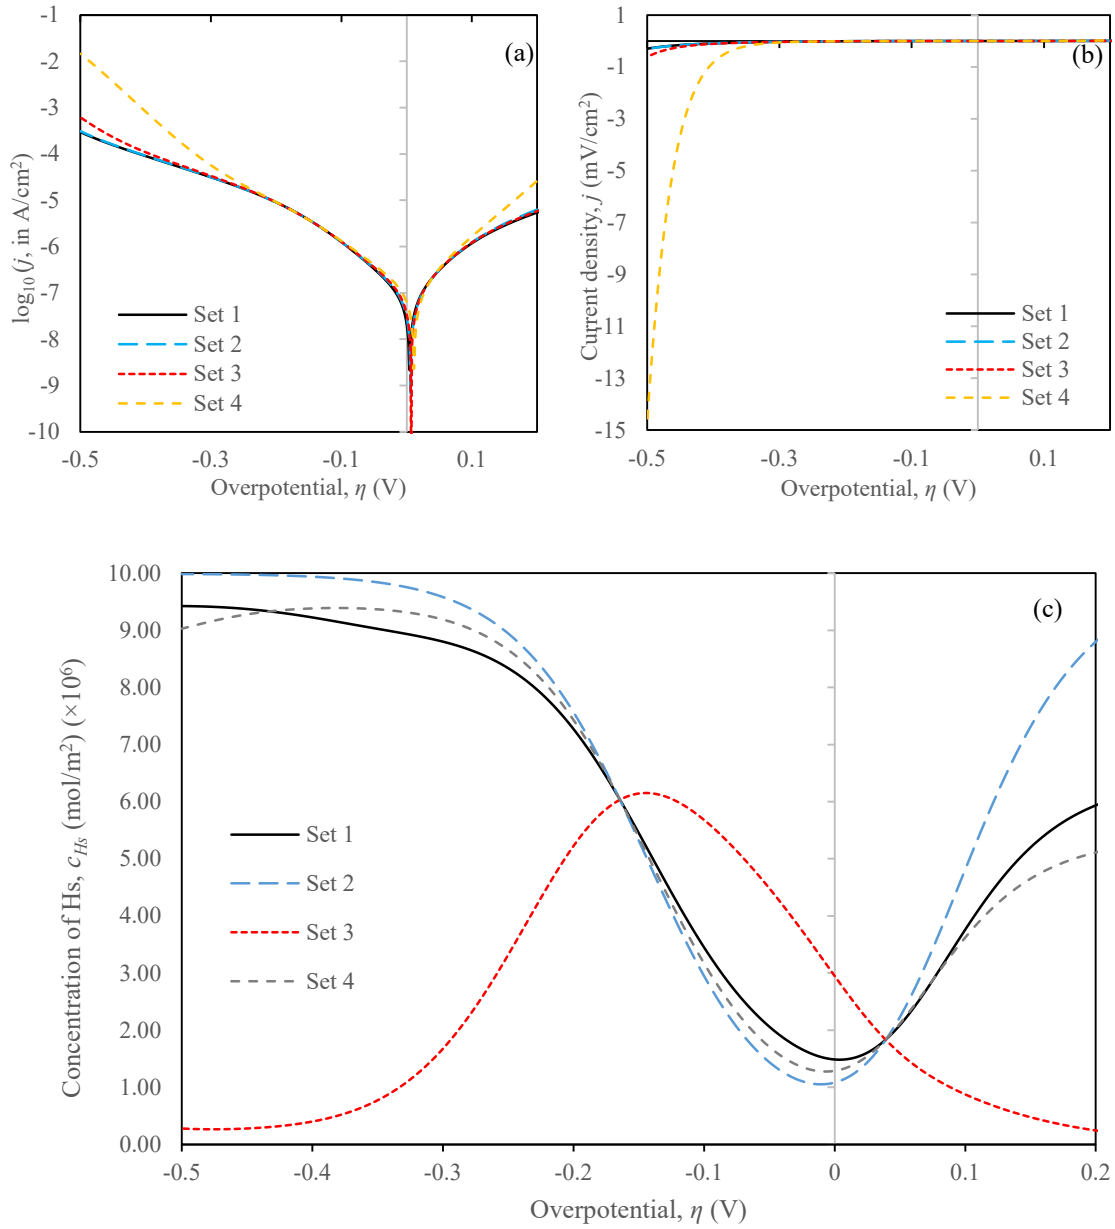 -1
-2
-3
-4
-5
-6
-7
-8
-9
-10
log₁₀ (j, in A/cm²)
(a)
Set 1
Set 2
Set 3
Set 4
-0.5
-0.3
-0.1
0.1
Overpotential, η (V)
1
-1
-3
-5
-7
-9
-11
-13
-15
Current density, j (mV/cm²)
(b)
Set 1
Set 2
Set 3
Set 4
-0.5
-0.3
-0.1
0.1
Overpotential, η (V)
10.00
9.00
8.00
7.00
6.00
5.00
4.00
3.00
2.00
1.00
0.00
Concentration of Hs, c_Hs (mol/m²) (×10⁶)
(c)
Set 1
Set 2
Set 3
Set 4
-0.5
-0.4
-0.3
-0.2
-0.1
0
0.1
0.2
Overpotential, η (V)